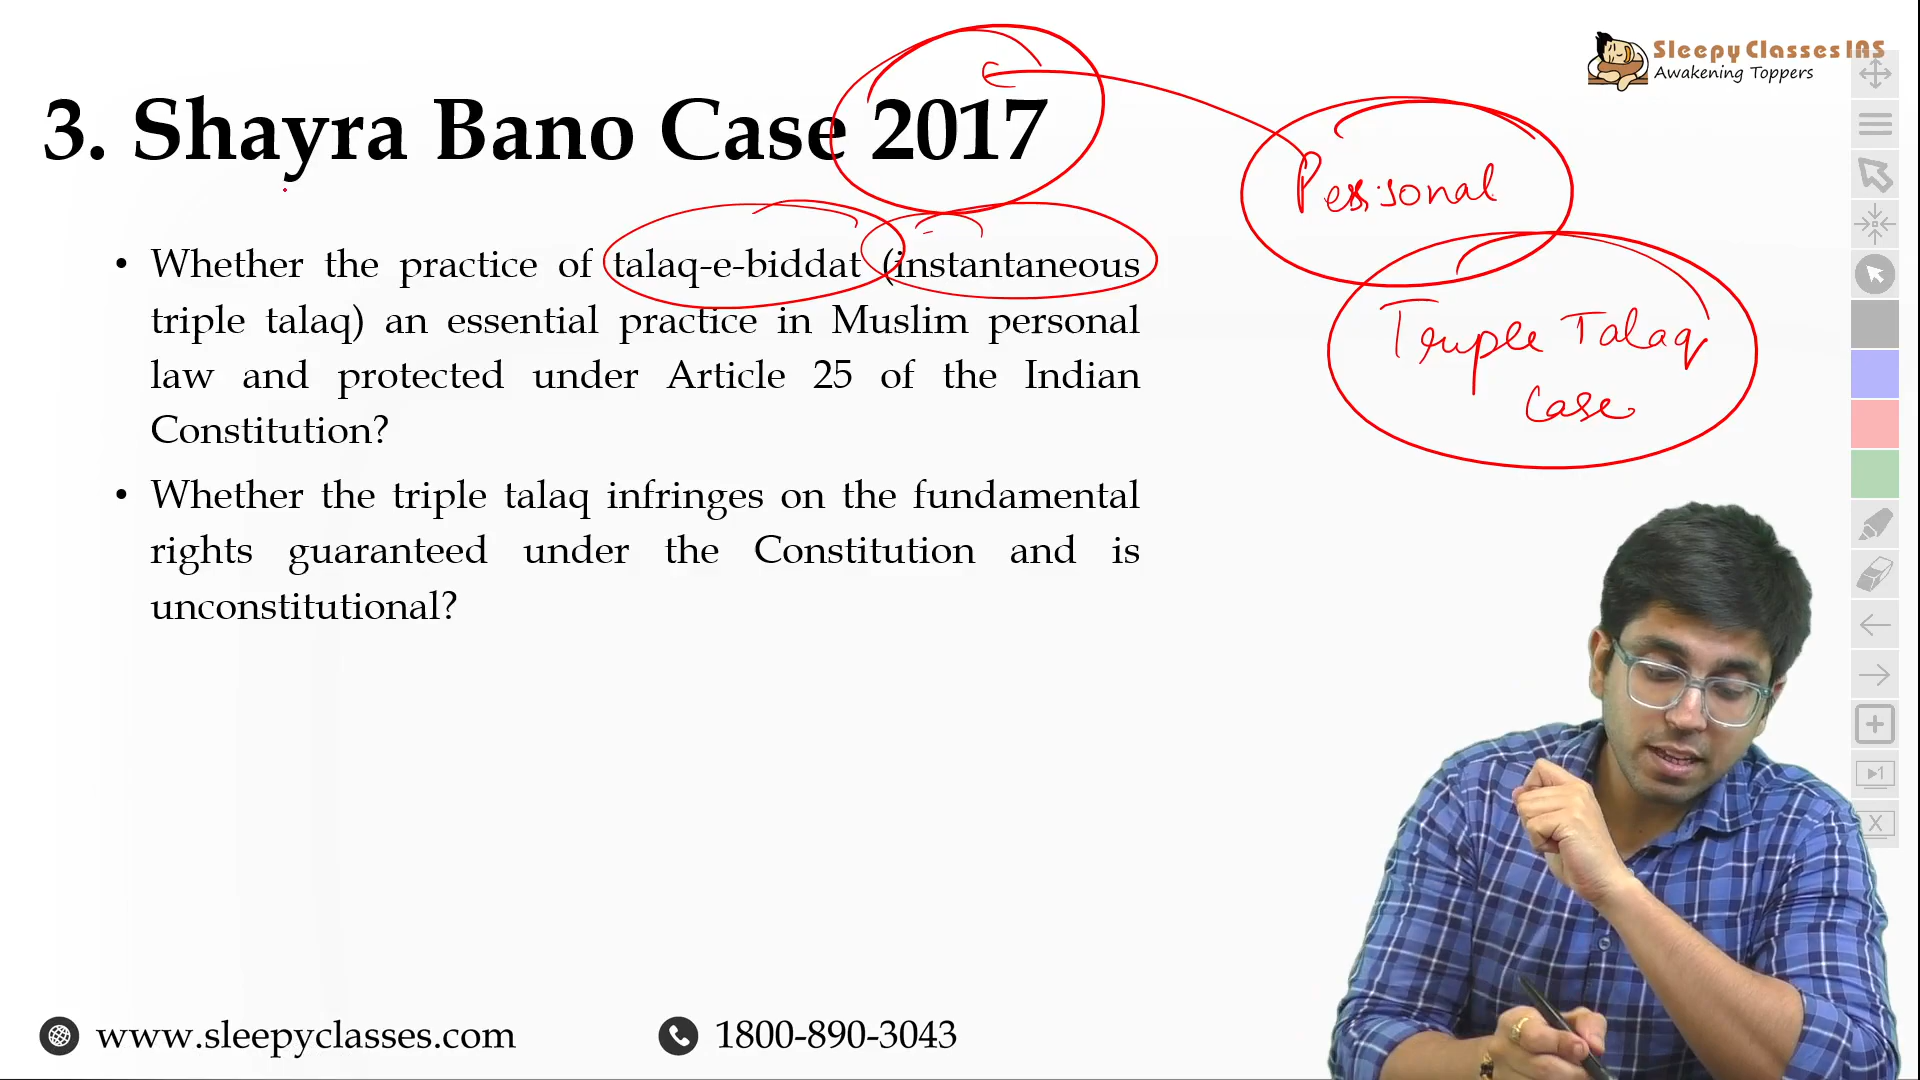 Sleepy Classes IAS
Awakening Toppers
3. Shayra Bano Case 2017
Personal
• Whether the practice of talaq-e-biddat (instantaneous
triple talaq) an essential practice in Muslim personal
law and protected under Article 25 of the Indian
Constitution?
Triple Talaq
Case
• Whether the triple talaq infringes on the fundamental
rights guaranteed under the Constitution and is
unconstitutional?
www.sleepyclasses.com
1800-890-3043